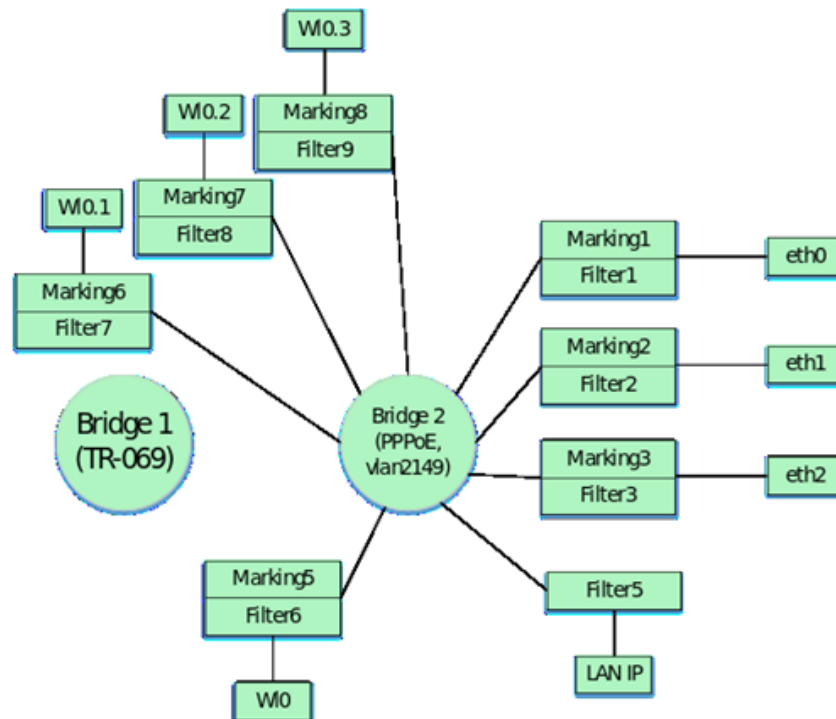 Wl0.3
Marking8
Filter9
Wl0.2
Marking7
Filter8
Wl0.1
Marking6
Filter7
Marking1
Filter1
eth0
Marking2
Filter2
eth1
Bridge 1
(TR-069)
Bridge 2
(PPPoE,
vlan2149)
Marking3
Filter3
eth2
Marking5
Filter6
Wl0
Filter5
LAN IP